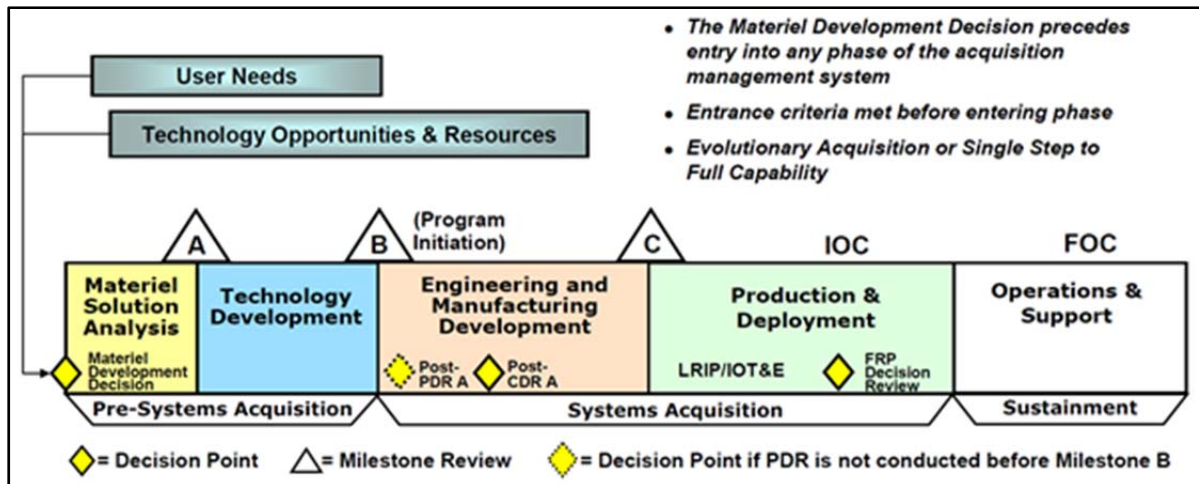 User Needs
Technology Opportunities & Resources
• The Materiel Development Decision precedes
entry into any phase of the acquisition
management system
• Entrance criteria met before entering phase
• Evolutionary Acquisition or Single Step to
Full Capability
A
B
(Program
Initiation)
C
IOC
FOC
Materiel
Solution
Analysis
Materiel
Development
Decision
Technology
Development
Engineering and
Manufacturing
Development
Post-
PDR A
Post-
CDR A
Production &
Deployment
LRIP/IOT&E
FRP
Decision
Review
Operations &
Support
Pre-Systems Acquisition
Systems Acquisition
Sustainment
= Decision Point
= Milestone Review
= Decision Point if PDR is not conducted before Milestone B